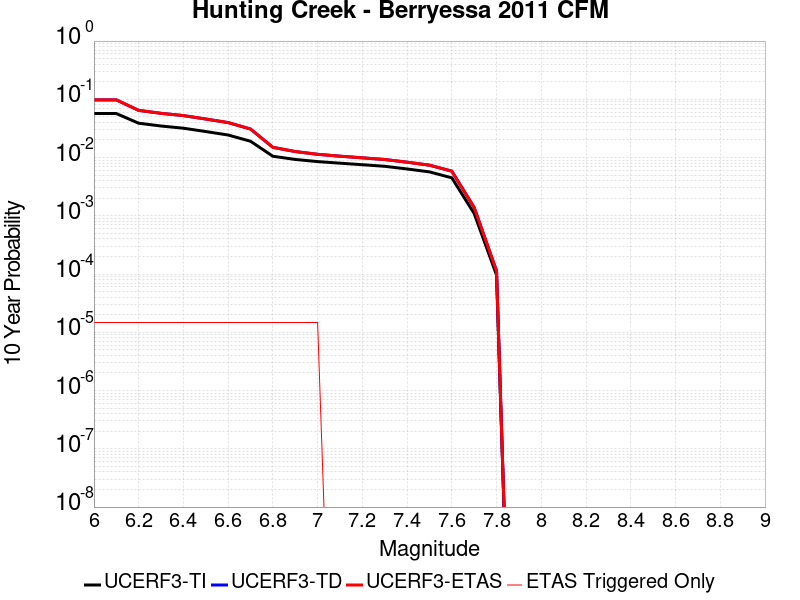 Hunting Creek - Berryessa 2011 CFM
10 0
10 -1
10 -2
10 -3
10 -4
10 -5
10 -6
10 -7
10 -8
10 Year Probability
6 6.2 6.4 6.6 6.8 7 7.2 7.4 7.6 7.8 8 8.2 8.4 8.6 8.8 9
Magnitude
UCERF3-TI UCERF3-TD UCERF3-ETAS ETAS Triggered Only